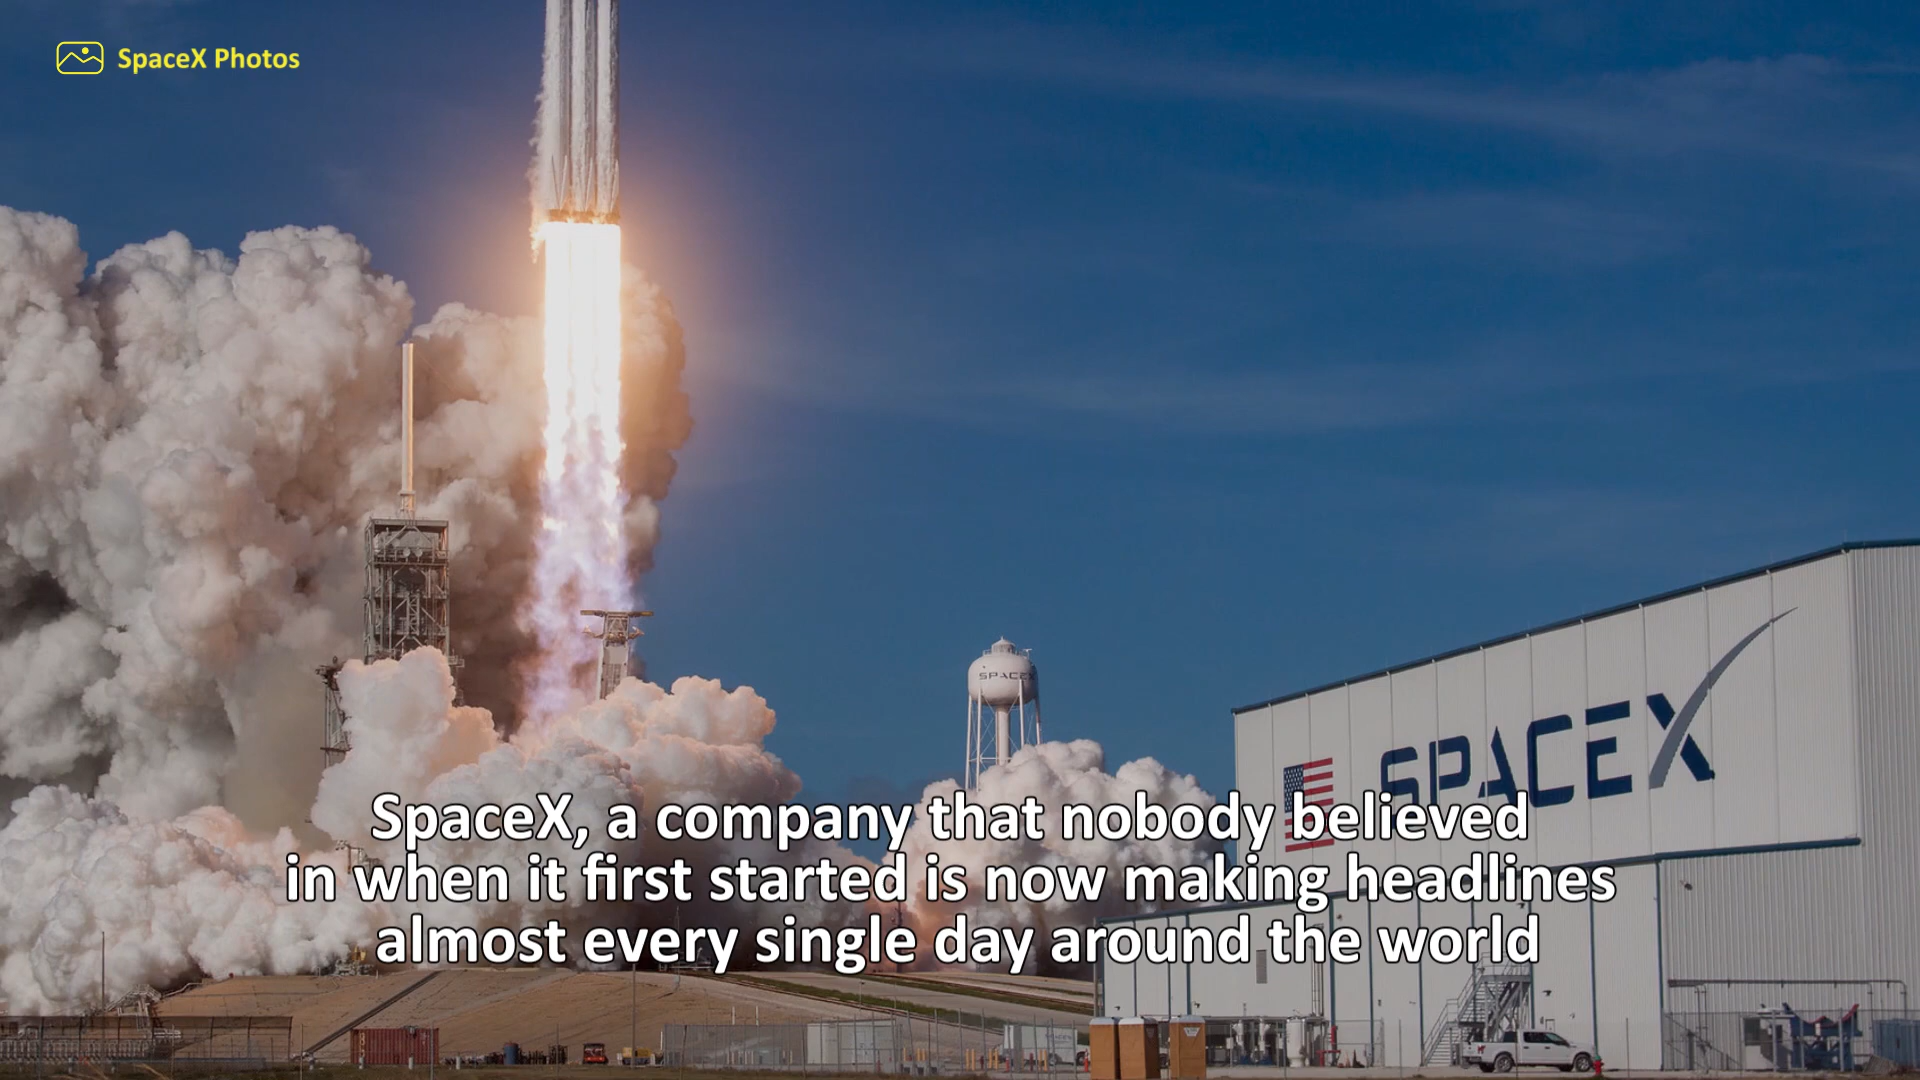 SpaceX Photos
SPACEX
SPACEX
SpaceX, a company that nobody believed
in when it first started is now making headlines
almost every single day around the world